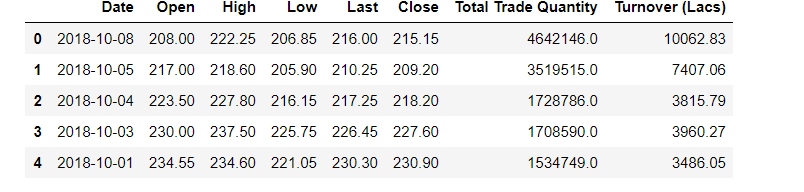 Date Open High Low Last Close Total Trade Quantity Turnover (Lacs)
0 2018-10-08 208.00 222.25 206.85 216.00 215.15 4642146.0 10062.83
1 2018-10-05 217.00 218.60 205.90 210.25 209.20 3519515.0 7407.06
2 2018-10-04 223.50 227.80 216.15 217.25 218.20 1728786.0 3815.79
3 2018-10-03 230.00 237.50 225.75 226.45 227.60 1708590.0 3960.27
4 2018-10-01 234.55 234.60 221.05 230.30 230.90 1534749.0 3486.05